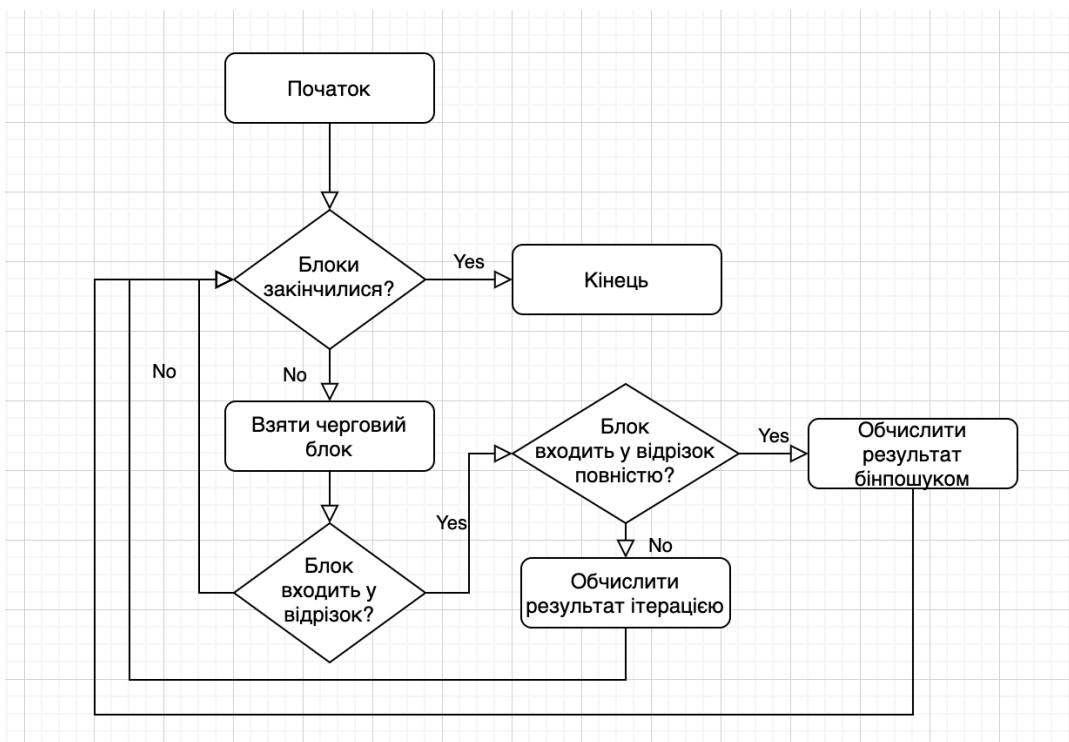 Початок
Блоки
закінчилися?
Yes
Кінець
No
No
Взяти черговий
блок
Блок
входить у відрізок
повністю?
Yes
Обчислити
результат
бінпошуком
Yes
Блок
входить у
відрізок?
No
Обчислити
результат ітерацією